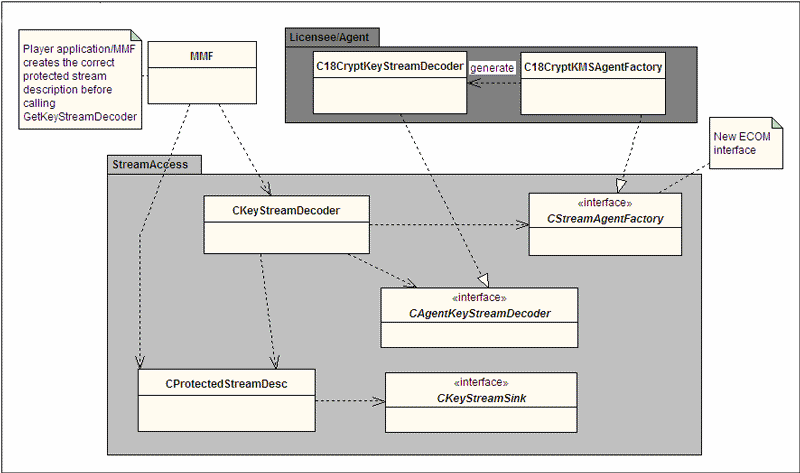 Player application/MMF
creates the correct
protected stream
description before
calling
GetKeyStreamDecoder
MMF
Licensee/Agent
C18CryptKeyStreamDecoder
generate
C18CryptKMSAgentFactory
New ECOM
interface
StreamAccess
CKeyStreamDecoder
«interface»
CStreamAgentFactory
«interface»
CAgentKeyStreamDecoder
CProtectedStreamDesc
«interface»
CKeyStreamSink